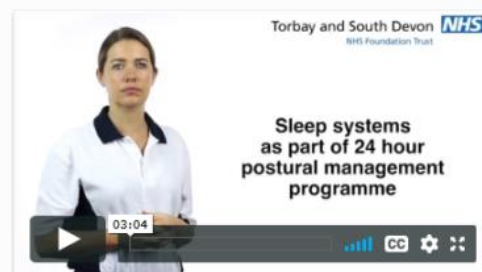 Torbay and South Devon NHS
NHS Foundation Trust
Sleep systems
as part of 24 hour
postural management
programme
03:04
CC